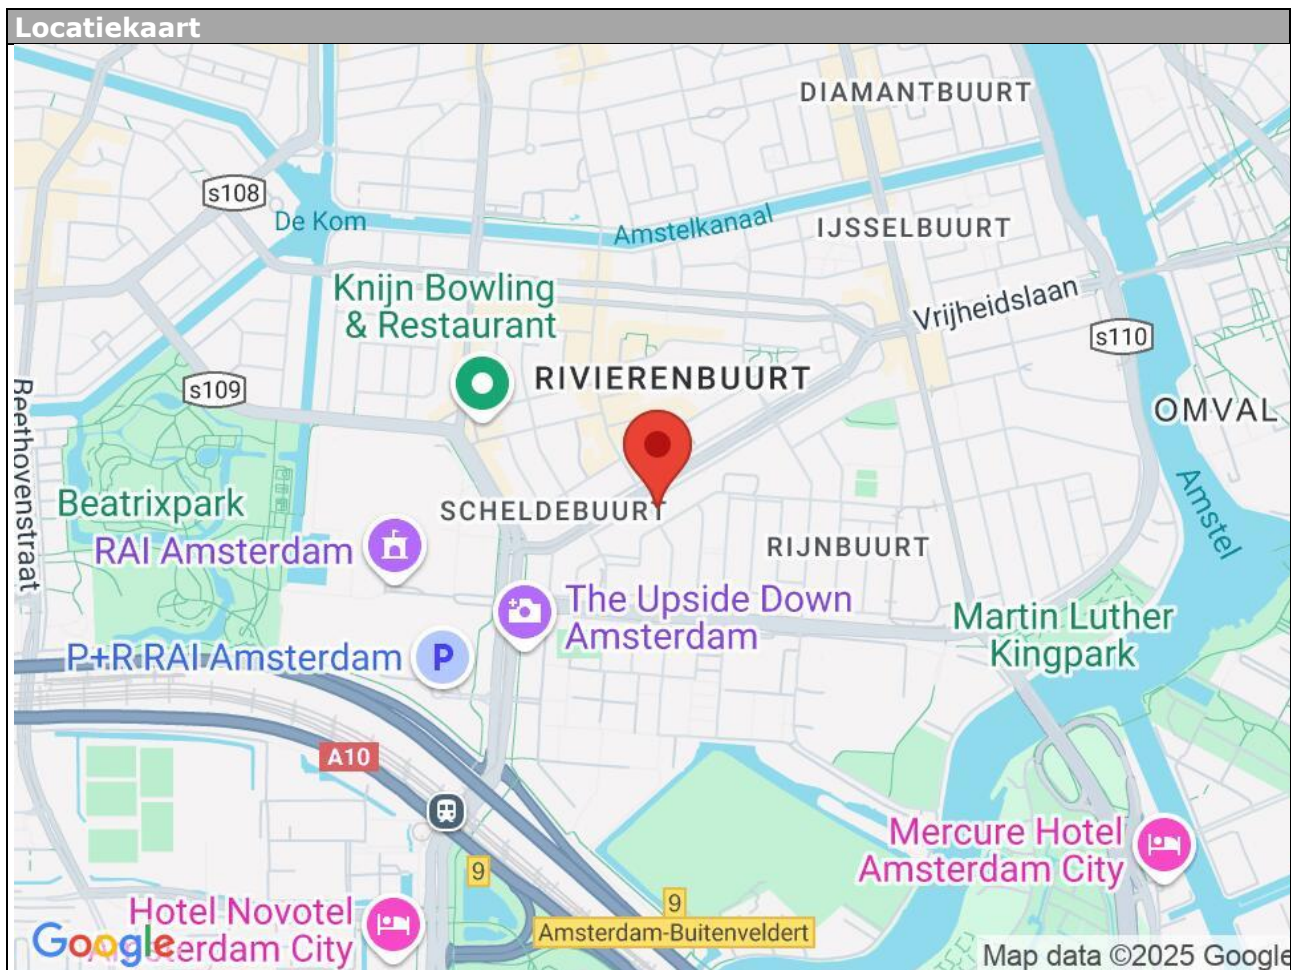 Locatiekaart
DIAMANTBUURT
s108
De Kom
Amstelkanaal
IJSSELBUURT
Knijn Bowling
& Restaurant
Vrijheidslaan
s110
s109
RIVIERENBUURT
OMVAL
Beethovenstraat
Beatrixpark
SCHELDEBUURT
Amstel
RAI Amsterdam
RIJNBUURT
The Upside Down
Amsterdam
Martin Luther
Kingpark
P+R RAI Amsterdam
P
A10
Mercure Hotel
Amsterdam City
9
9
Hotel Novotel
Amsterdam City
Amsterdam-Buitenveldert
Google
Map data ©2025 Google